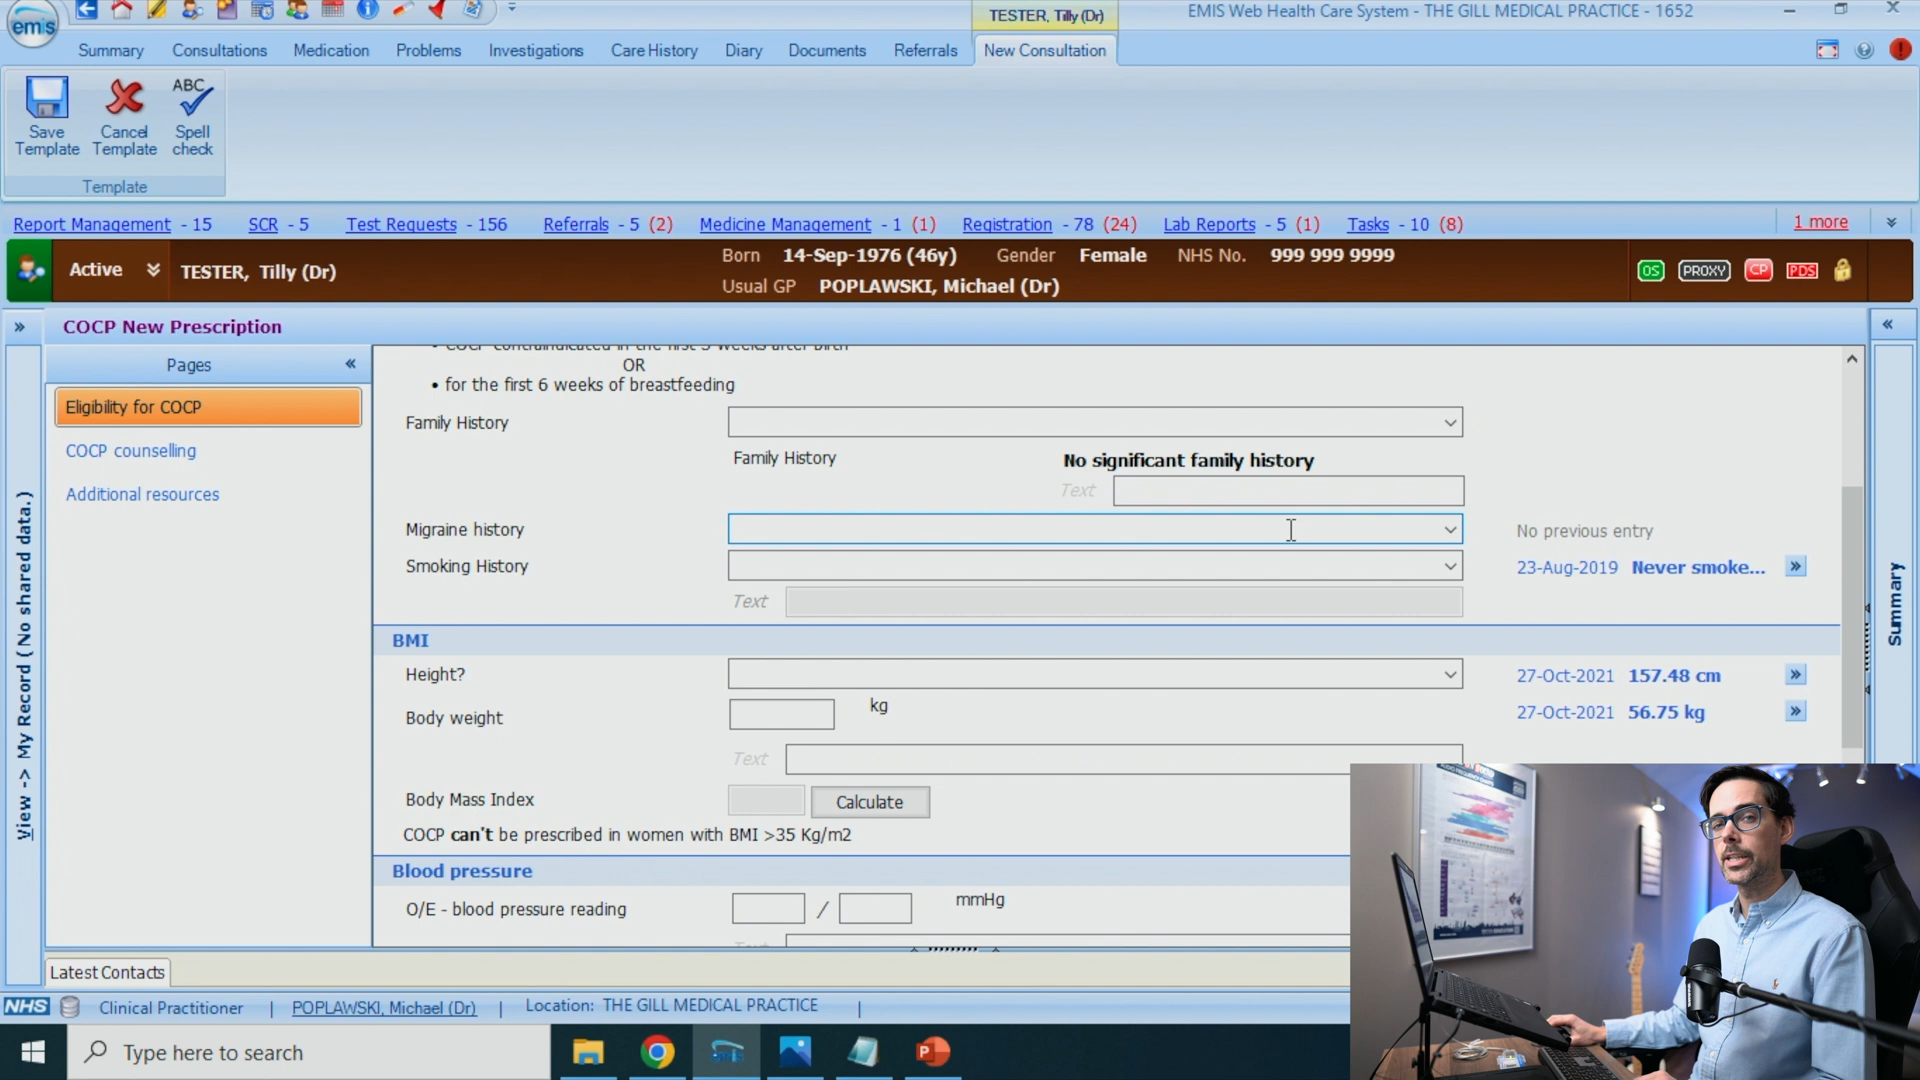 emis
TESTER, Tilly (Dr)
EMIS Web Health Care System - THE GILL MEDICAL PRACTICE - 1652
Summary
Consultations
Medication
Problems
Investigations
Care History
Diary
Documents
Referrals
New Consultation
Save Template
Cancel Template
ABC Spell check
Template
Report Management - 15
SCR - 5
Test Requests - 156
Referrals - 5 (2)
Medicine Management - 1 (1)
Registration - 78 (24)
Lab Reports - 5 (1)
Tasks - 10 (8)
1 more
Active
TESTER, Tilly (Dr)
Born 14-Sep-1976 (46y) Gender Female NHS No. 999 999 9999
Usual GP POPLAWSKI, Michael (Dr)
OS
PROXY
CP
PDS
COCP New Prescription
Pages
Eligibility for COCP
COCP counselling
Additional resources
View -> My Record ( No shared data.)
• COCP contraindicated in the first 3 weeks after birth
OR
• for the first 6 weeks of breastfeeding
Family History
Family History No significant family history
Text
Migraine history
No previous entry
Smoking History
23-Aug-2019 Never smoke...
Text
BMI
Height?
27-Oct-2021 157.48 cm
Body weight kg
27-Oct-2021 56.75 kg
Text
Body Mass Index Calculate
COCP can't be prescribed in women with BMI >35 Kg/m2
Blood pressure
O/E - blood pressure reading / mmHg
Summary
Latest Contacts
NHS Clinical Practitioner | POPLAWSKI, Michael (Dr) | Location: THE GILL MEDICAL PRACTICE |
Type here to search
emis
P